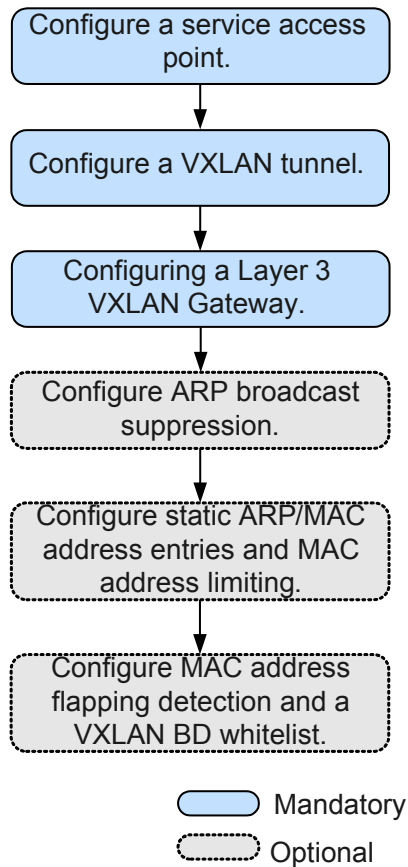 Configure a service access
point.
Configure a VXLAN tunnel.
Configuring a Layer 3
VXLAN Gateway.
Configure ARP broadcast
suppression.
Configure static ARP/MAC
address entries and MAC
address limiting.
Configure MAC address
flapping detection and a
VXLAN BD whitelist.
Mandatory
Optional